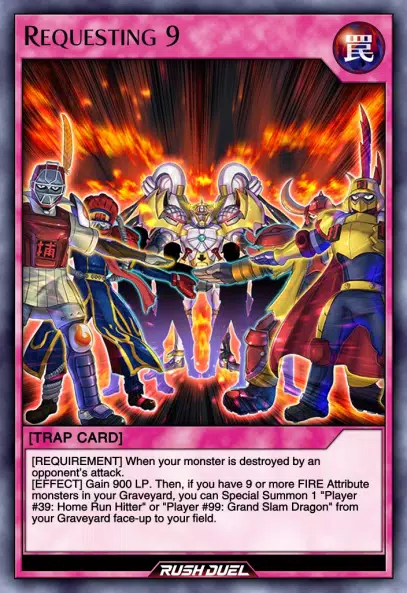 REQUESTING 9
罠
捕
[TRAP CARD]
[REQUIREMENT] When your monster is destroyed by an
opponent's attack.
[EFFECT] Gain 900 LP. Then, if you have 9 or more FIRE Attribute
monsters in your Graveyard, you can Special Summon 1 "Player
#39: Home Run Hitter" or "Player #99: Grand Slam Dragon" from
your Graveyard face-up to your field.
RUSH DUEL